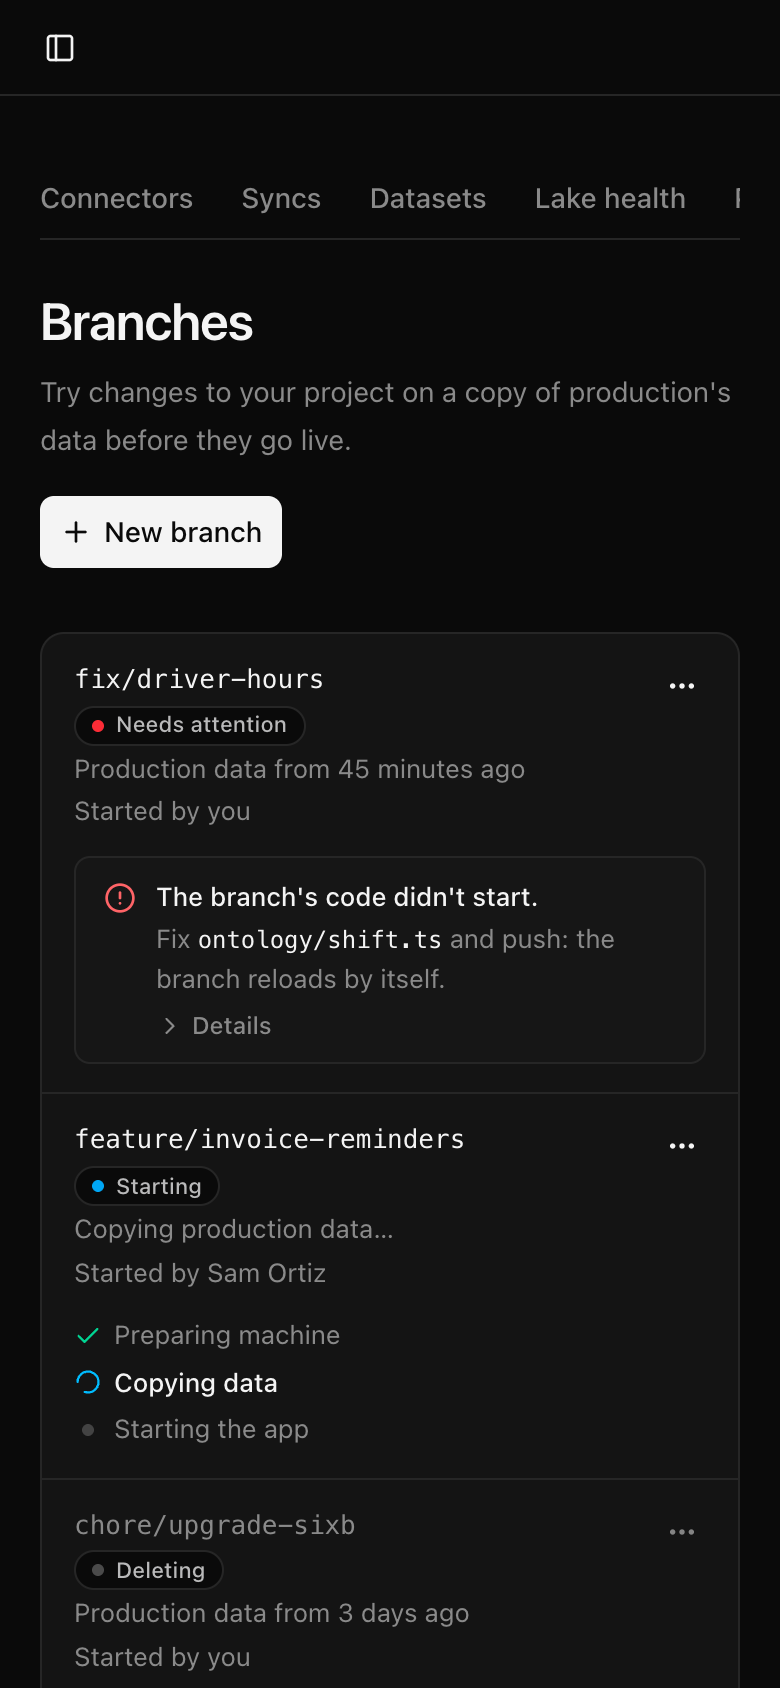 Connectors Syncs Datasets Lake health
Branches
Try changes to your project on a copy of production's
data before they go live.
New branch
fix/driver-hours
Needs attention
Production data from 45 minutes ago
Started by you
The branch's code didn't start.
Fix ontology/shift.ts and push: the
branch reloads by itself.
Details
feature/invoice-reminders
Starting
Copying production data...
Started by Sam Ortiz
Preparing machine
Copying data
Starting the app
chore/upgrade-sixb
Deleting
Production data from 3 days ago
Started by you